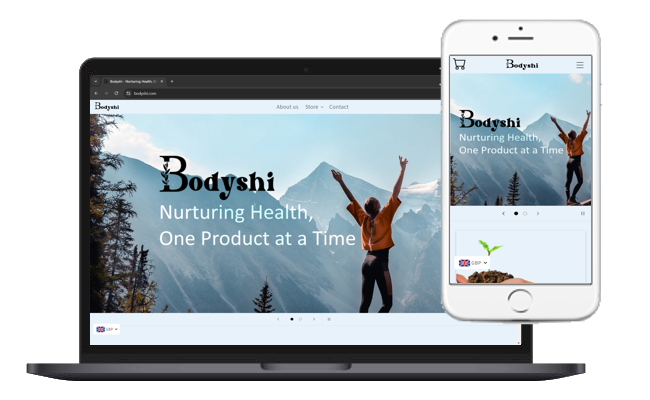 Bodyshi - Nurturing Health, O
bodyshi.com
Bodyshi
About us Store Contact
Bodyshi
Nurturing Health,
One Product at a Time
GBP
Bodyshi
Bodyshi
Nurturing Health,
One Product at a Time
GBP